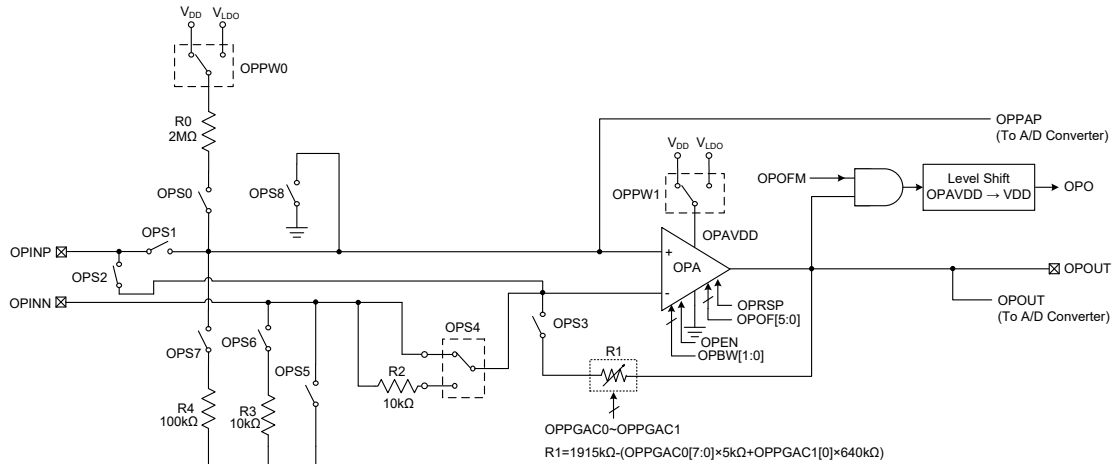 VDD VLDO
OPPW0
R0
2MΩ
OPPAP
(To A/D Converter)
VDD VLDO
OPS0
OPS8
OPPW1
OPOFM
Level Shift
OPAVDD → VDD
OPO
OPS1
OPAVDD
OPINP
+
OPA
OPS2
OPOUT
OPINN
-
OPRSP
OPOF[5:0]
OPOUT
(To A/D Converter)
OPS4
OPS3
OPEN
OPBW[1:0]
OPS7
OPS6
R1
OPS5
R2
10kΩ
R4
100kΩ
R3
10kΩ
OPPGAC0~OPPGAC1
R1=1915kΩ-(OPPGAC0[7:0]×5kΩ+OPPGAC1[0]×640kΩ)